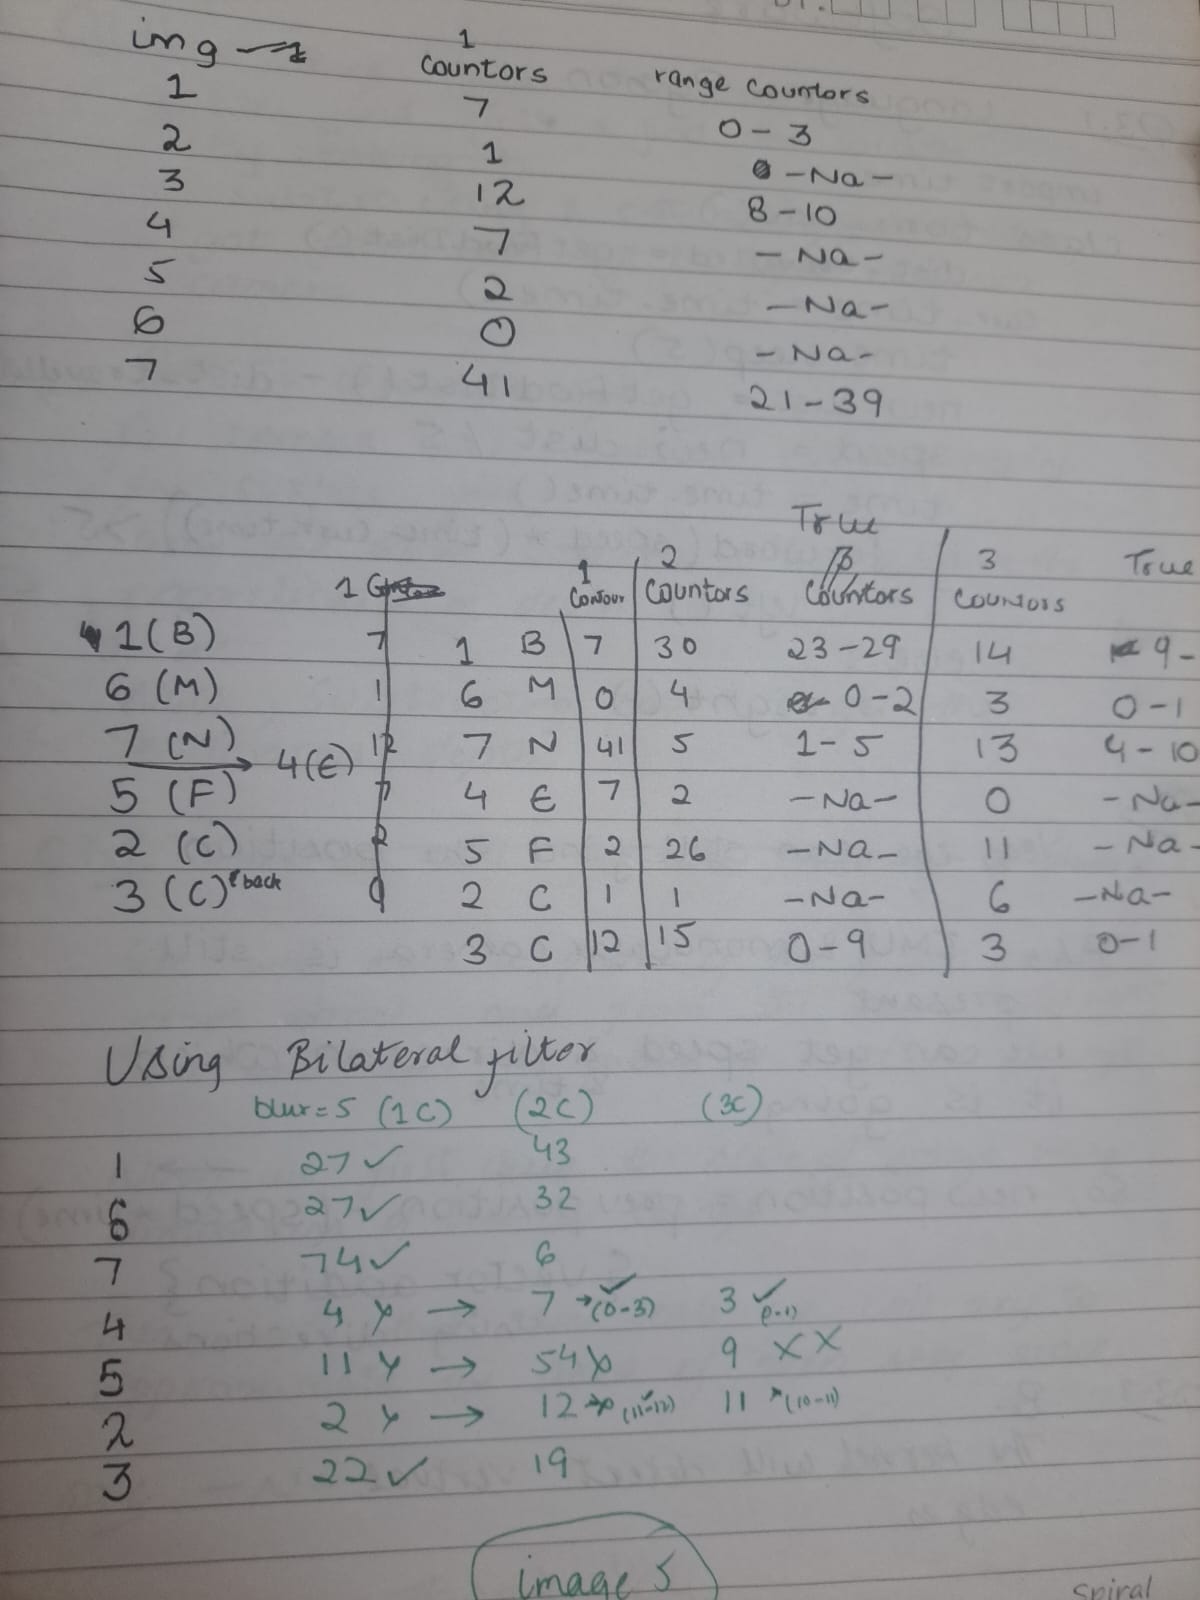 img → 1 1 countors range countors
1 7 0-3
2 1 -Na-
3 12 8-10
4 7 -Na-
5 2 -Na-
6 0 -Na-
7 41 21-39
True
1 1 2 β 3 True
Contour Countors Countors Countors
1(B) 7 1 B 7 30 23-29 14 9-
6 (M) 1 6 M 0 4 0-2 3 0-1
7 (N) 12 7 N 41 5 1-5 13 4-10
→ 4(E)
5 (F) 7 4 E 7 2 -Na- 0 -Na-
2 (C) 2 5 F 2 26 -Na- 11 -Na-
3 (C) back 0 2 C 1 1 -Na- 6 -Na-
3 C 12 15 0-9 3 0-1
Using Bilateral filter
blur=5 (1C) (2C) (3C)
1 27 ✓ 43
6 27 ✓ 32
7 74 ✓ 6
4 4 x → 7 →(0-3) ✓ 3 ✓ (0-1)
5 11 x → 54 x 9 x x
2 2 x → 12 (11-12) 11 (10-11)
3 22 ✓ 19
image 5
Spiral